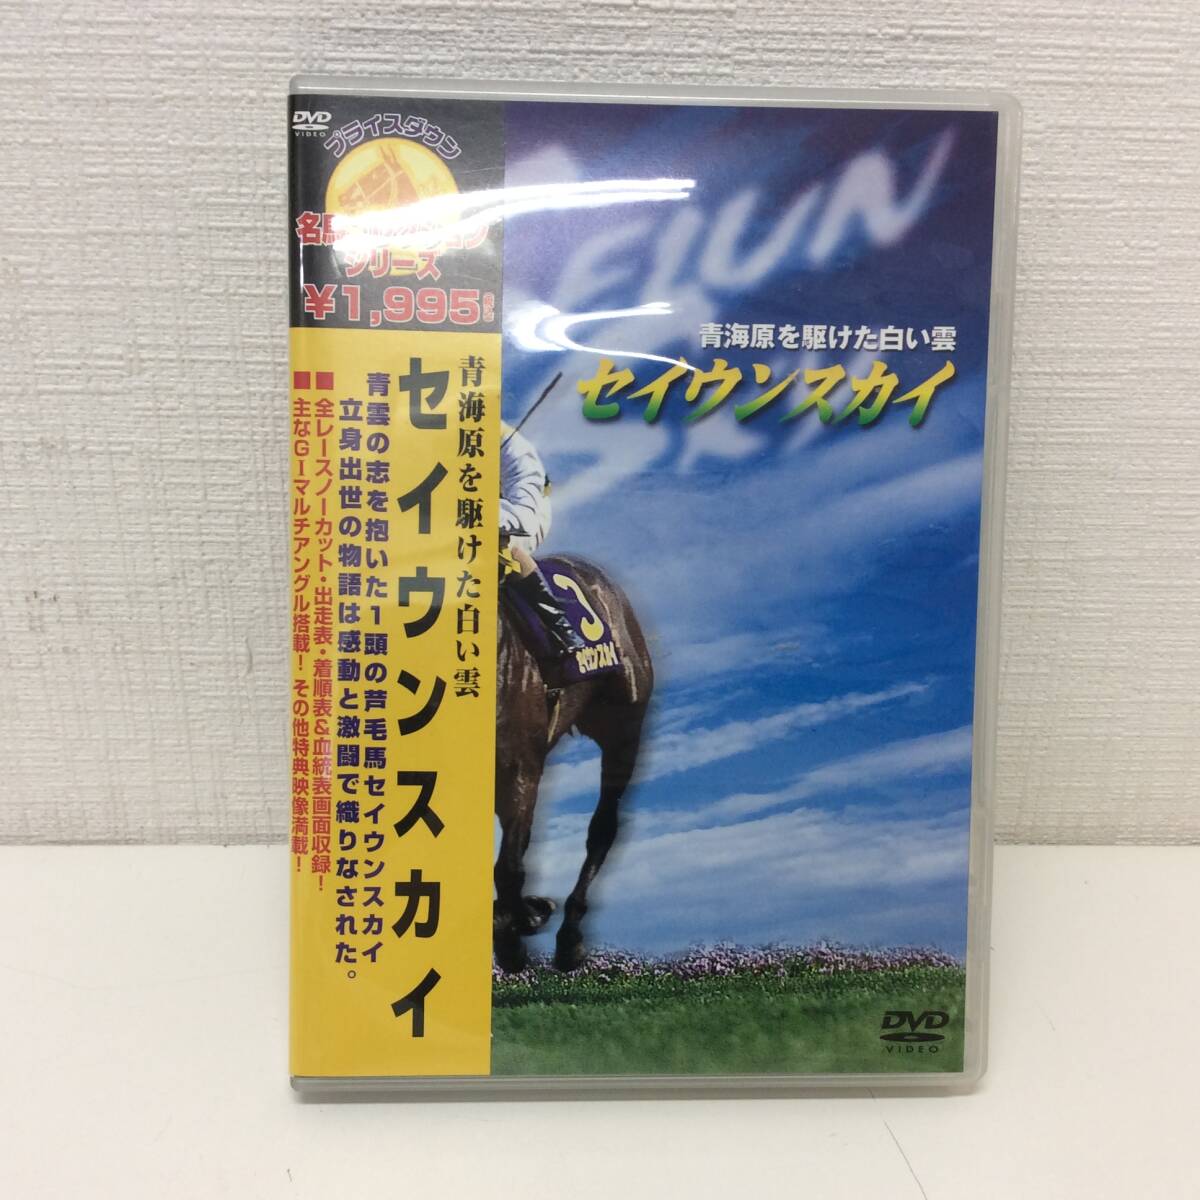 DVD
VIDEO
プライスダウン
シリーズ
¥1,995
青海原を駆けた白い雲
セイウンスカイ
青雲の志を抱いた1頭の芦毛馬セイウンスカイ
立身出世の物語は感動と激闘で織りなされた。
■全レースノーカット・出走表・着順表&血統表画面収録！
■主なGⅠマルチアングル搭載！その他特典映像満載！
青海原を駆けた白い雲
セイウンスカイ
DVD
VIDEO